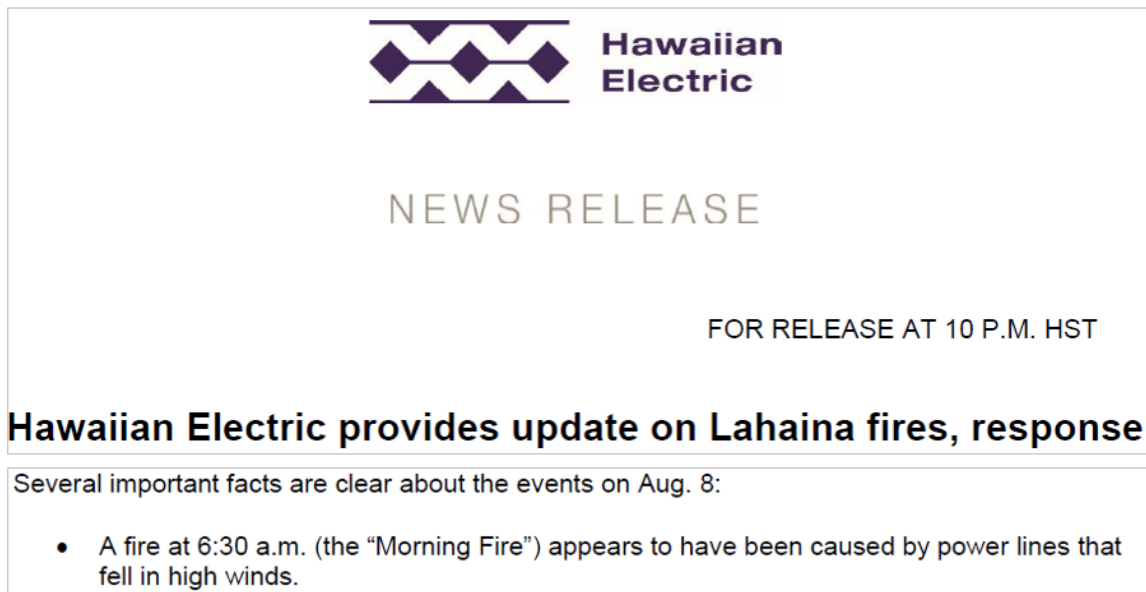 Hawaiian
Electric
NEWS RELEASE
FOR RELEASE AT 10 P.M. HST
Hawaiian Electric provides update on Lahaina fires, response
Several important facts are clear about the events on Aug. 8:
• A fire at 6:30 a.m. (the “Morning Fire”) appears to have been caused by power lines that
fell in high winds.